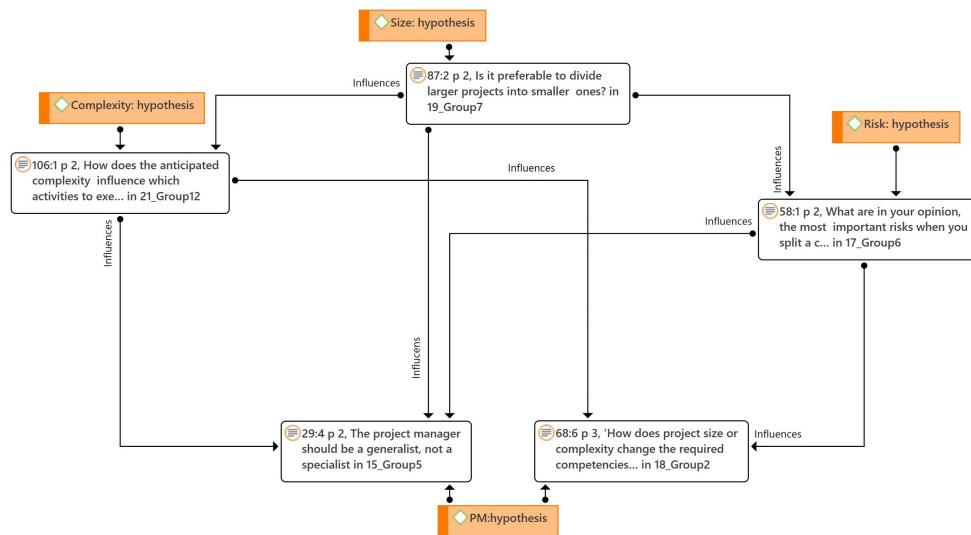 Size: hypothesis
87:2 p 2, Is it preferable to divide
larger projects into smaller ones? in
19_Group7
Influences
Influences
Complexity: hypothesis
Risk: hypothesis
106:1 p 2, How does the anticipated
complexity influence which
activities to exe... in 21_Group12
Influences
58:1 p 2, What are in your opinion,
the most important risks when you
split a c... in 17_Group6
Influences
Influences
Influcens
29:4 p 2, The project manager
should be a generalist, not a
specialist in 15_Group5
68:6 p 3, 'How does project size or
complexity change the required
competencies... in 18_Group2
Influences
PM:hypothesis